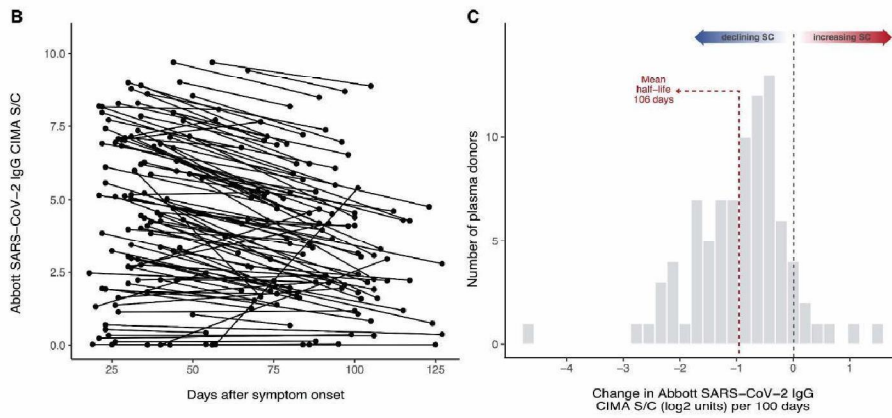 B
10.0
7.5
5.0
2.5
0.0
Abbott SARS−CoV−2 IgG CIMA S/C
25
50
75
100
125
Days after symptom onset
C
declining SC
increasing SC
Mean
half−life
106 days
10
5
0
Number of plasma donors
−4
−3
−2
−1
0
1
Change in Abbott SARS−CoV−2 IgG
CIMA S/C (log2 units) per 100 days